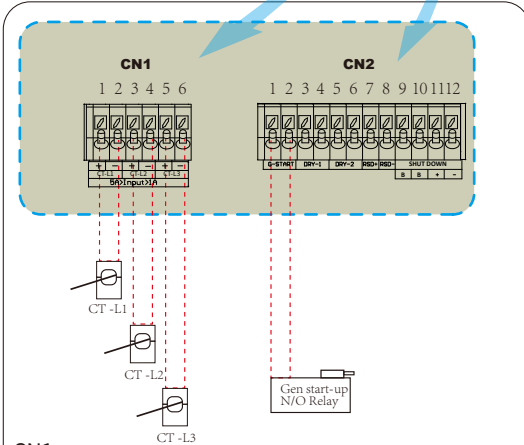 CN1 CN2
1 2 3 4 5 6 1 2 3 4 5 6 7 8 9 10 11 12
+ - + - + - G-START DRY-1 DRY-2 RSD+ RSD- SHUT DOWN
CT-L1 CT-L2 CT-L3 B B + -
5A>Input>1A
CT -L1
CT -L2
Gen start-up
N/O Relay
CT -L3